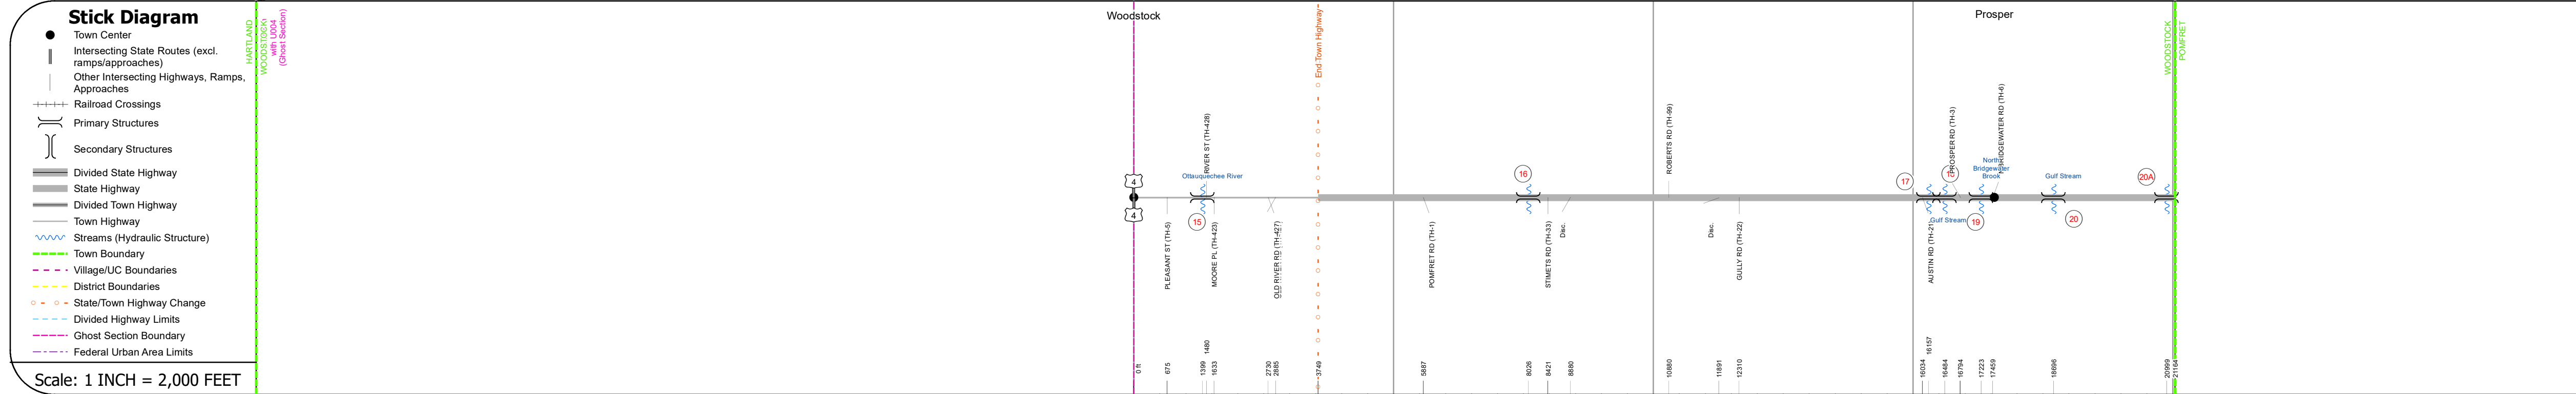 Stick Diagram
Town Center
Intersecting State Routes (excl.
ramps/approaches)
Other Intersecting Highways, Ramps,
Approaches
Railroad Crossings
Primary Structures
Secondary Structures
Divided State Highway
State Highway
Divided Town Highway
Town Highway
Streams (Hydraulic Structure)
Town Boundary
Village/UC Boundaries
District Boundaries
State/Town Highway Change
Divided Highway Limits
Ghost Section Boundary
Federal Urban Area Limits
Scale: 1 INCH = 2,000 FEET
HARTLAND
WOODSTOCK
with U004
(Ghost Section)
Woodstock
4
4
PLEASANT ST (TH-5)
Ottauquechee River
RIVER ST (TH-428)
15
MOORE PL (TH-423)
OLD RIVER RD (TH-427)
End Town Highway
POMFRET RD (TH-1)
16
STIMETS RD (TH-33)
Disc.
ROBERTS RD (TH-99)
Disc.
GULLY RD (TH-22)
17
AUSTIN RD (TH-21)
Gulf Stream
PROSPER RD (TH-3)
Prosper
North
Bridgewater
Brook
BRIDGEWATER RD (TH-6)
19
Gulf Stream
20
20A
WOODSTOCK
POMFRET
0 ft
675
1399
1480
1633
2730
2885
3749
5887
8026
8421
8880
10880
11891
12310
16034
16157
16484
16794
17223
17459
18696
20999
21164